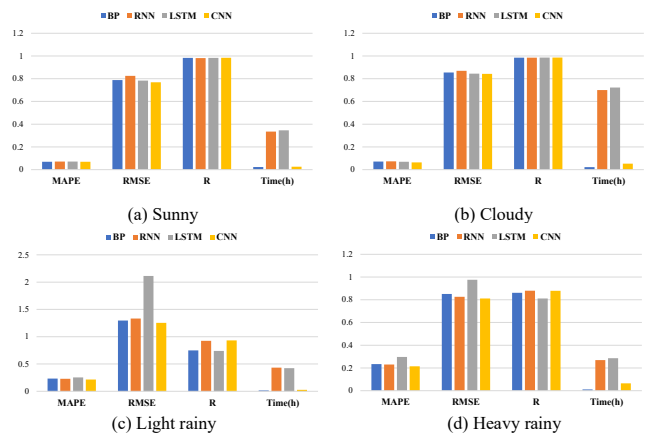 BP RNN LSTM CNN
1.2
1
0.8
0.6
0.4
0.2
0
MAPE RMSE R Time(h)
(a) Sunny
BP RNN LSTM CNN
1.2
1
0.8
0.6
0.4
0.2
0
MAPE RMSE R Time(h)
(b) Cloudy
BP RNN LSTM CNN
2.5
2
1.5
1
0.5
0
MAPE RMSE R Time(h)
(c) Light rainy
BP RNN LSTM CNN
1.2
1
0.8
0.6
0.4
0.2
0
MAPE RMSE R Time(h)
(d) Heavy rainy